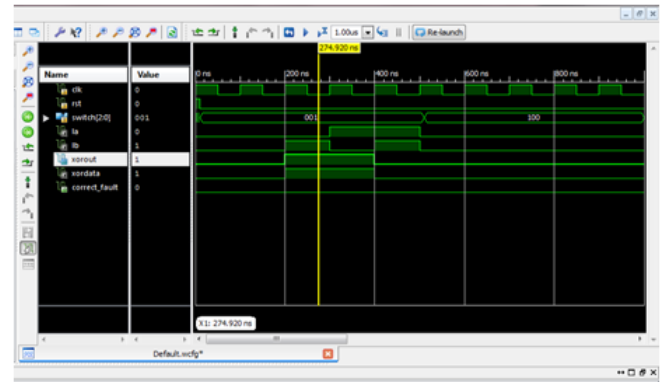 1.00us
Re-launch
274.920 ns
Name Value
0 ns 200 ns 400 ns 600 ns 800 ns
clk 0
rst 0
switch[2:0] 001 001 100
la 0
lb 1
xorout 1
xordata 1
correct_fault 0
X1: 274.920 ns
Default.wcfg*